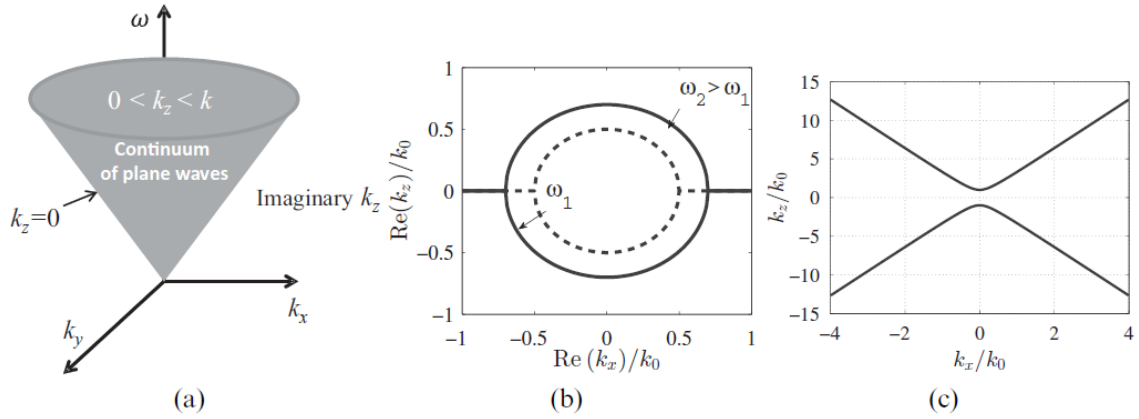 ω
0 < k_z < k
Continuum
of plane waves
k_z=0
Imaginary k_z
k_x
k_y
(a)
1
0.5
0
−0.5
−1
Re(k_z)/k_0
ω_2>ω_1
ω_1
−1 −0.5 0 0.5 1
Re (k_x)/k_0
(b)
15
10
5
0
−5
−10
−15
k_z/k_0
−4 −2 0 2 4
k_x/k_0
(c)